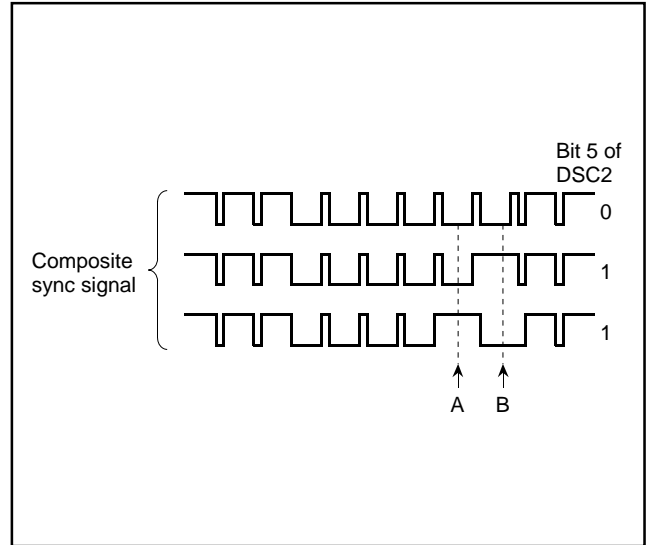 Bit 5 of
DSC2
0
Composite
sync signal
1
1
A B